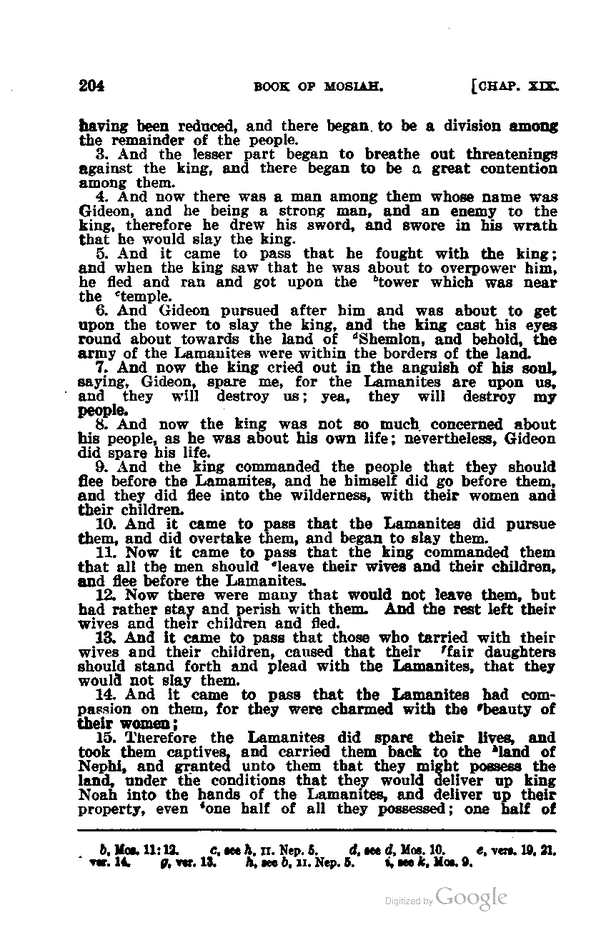 204 BOOK OF MOSIAH. [CHAP. XIX.
having been reduced, and there began to be a division among
the remainder of the people.
3. And the lesser part began to breathe out threatenings
against the king, and there began to be a great contention
among them.
4. And now there was a man among them whose name was
Gideon, and he being a strong man, and an enemy to the
king, therefore he drew his sword, and swore in his wrath
that he would slay the king.
5. And it came to pass that he fought with the king;
and when the king saw that he was about to overpower him,
he fled and ran and got upon the ᵇtower which was near
the ᶜtemple.
6. And Gideon pursued after him and was about to get
upon the tower to slay the king, and the king cast his eyes
round about towards the land of ᵈShemlon, and behold, the
army of the Lamanites were within the borders of the land.
7. And now the king cried out in the anguish of his soul,
saying, Gideon, spare me, for the Lamanites are upon us,
and they will destroy us; yea, they will destroy my
people.
8. And now the king was not so much concerned about
his people, as he was about his own life; nevertheless, Gideon
did spare his life.
9. And the king commanded the people that they should
flee before the Lamanites, and he himself did go before them,
and they did flee into the wilderness, with their women and
their children.
10. And it came to pass that the Lamanites did pursue
them, and did overtake them, and began to slay them.
11. Now it came to pass that the king commanded them
that all the men should ᵉleave their wives and their children,
and flee before the Lamanites.
12. Now there were many that would not leave them, but
had rather stay and perish with them. And the rest left their
wives and their children and fled.
13. And it came to pass that those who tarried with their
wives and their children, caused that their ᶠfair daughters
should stand forth and plead with the Lamanites, that they
would not slay them.
14. And it came to pass that the Lamanites had com-
passion on them, for they were charmed with the ᵍbeauty of
their women;
15. Therefore the Lamanites did spare their lives, and
took them captives, and carried them back to the ʰland of
Nephi, and granted unto them that they might possess the
land, under the conditions that they would deliver up king
Noah into the hands of the Lamanites, and deliver up their
property, even ⁱone half of all they possessed; one half of
b, Mos. 11:12. c, see h, II. Nep. 5. d, see d, Mos. 10. e, vers. 19, 21.
ver. 14. g, ver. 13. h, see b, II. Nep. 5. i, see k, Mos. 9.
Digitized by Google